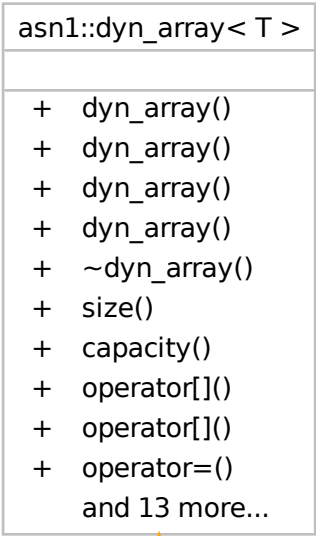 asn1::dyn_array< T >
+ dyn_array()
+ dyn_array()
+ dyn_array()
+ dyn_array()
+ ~dyn_array()
+ size()
+ capacity()
+ operator[]()
+ operator[]()
+ operator=()
and 13 more...